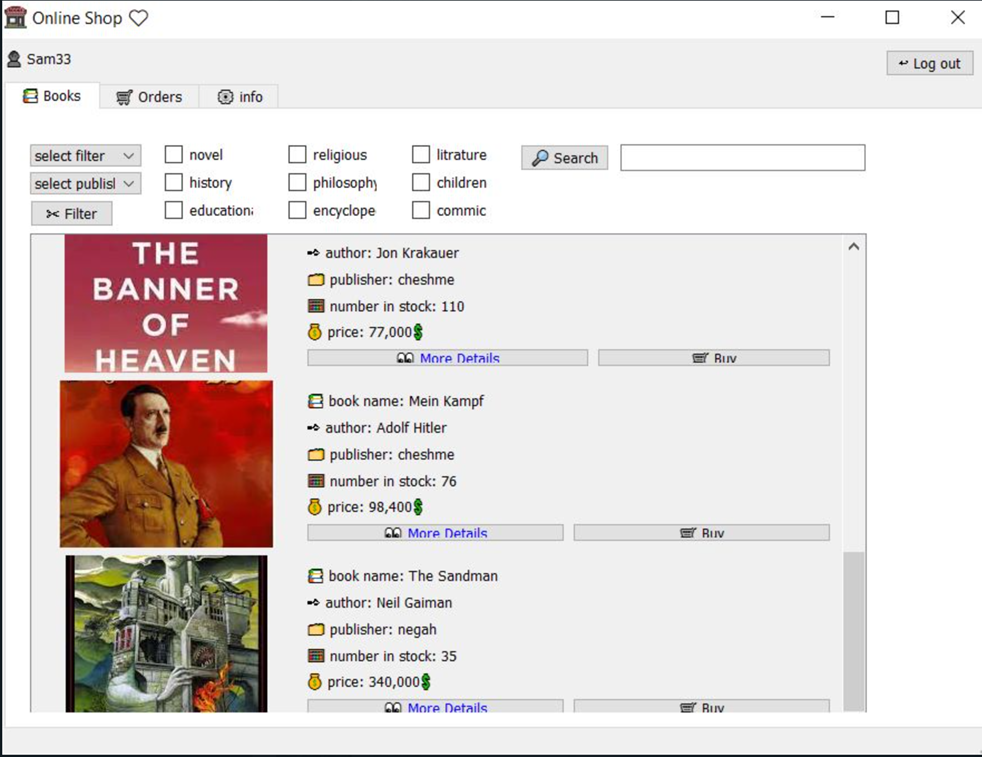 Online Shop
Sam33
Log out
Books
Orders
info
select filter
novel
religious
litrature
Search
select publisl
history
philosophy
children
Filter
educationa
encyclope
commic
THE
BANNER
OF
HEAVEN
author: Jon Krakauer
publisher: cheshme
number in stock: 110
price: 77,000$
More Details
Buy
book name: Mein Kampf
author: Adolf Hitler
publisher: cheshme
number in stock: 76
price: 98,400$
More Details
Buy
book name: The Sandman
author: Neil Gaiman
publisher: negah
number in stock: 35
price: 340,000$
More Details
Buy